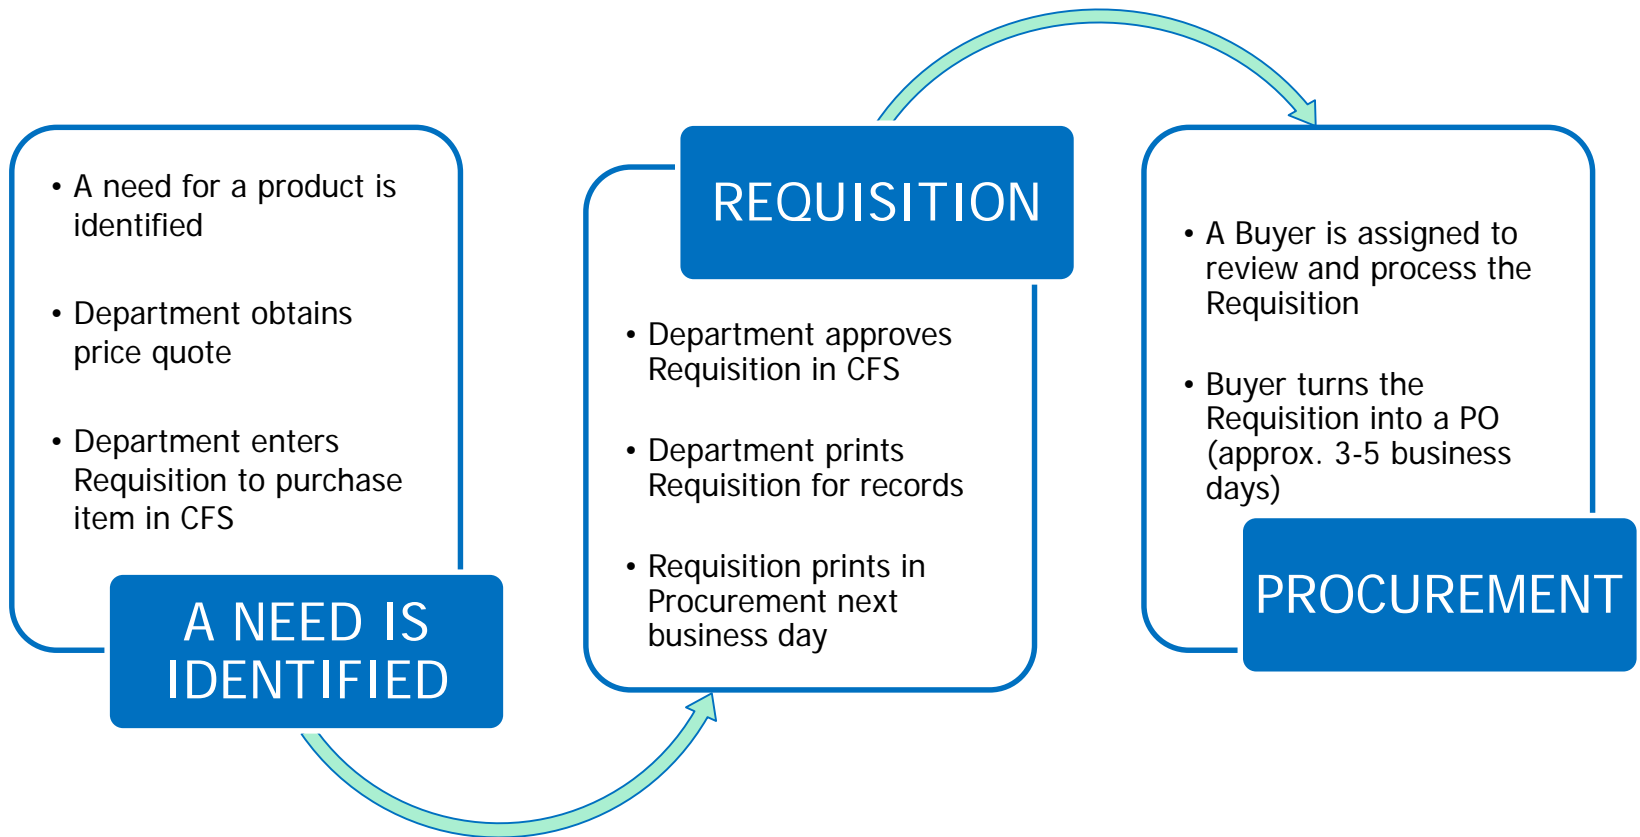 • A need for a product is
identified
• Department obtains
price quote
• Department enters
Requisition to purchase
item in CFS
A NEED IS
IDENTIFIED
REQUISITION
• Department approves
Requisition in CFS
• Department prints
Requisition for records
• Requisition prints in
Procurement next
business day
• A Buyer is assigned to
review and process the
Requisition
• Buyer turns the
Requisition into a PO
(approx. 3-5 business
days)
PROCUREMENT